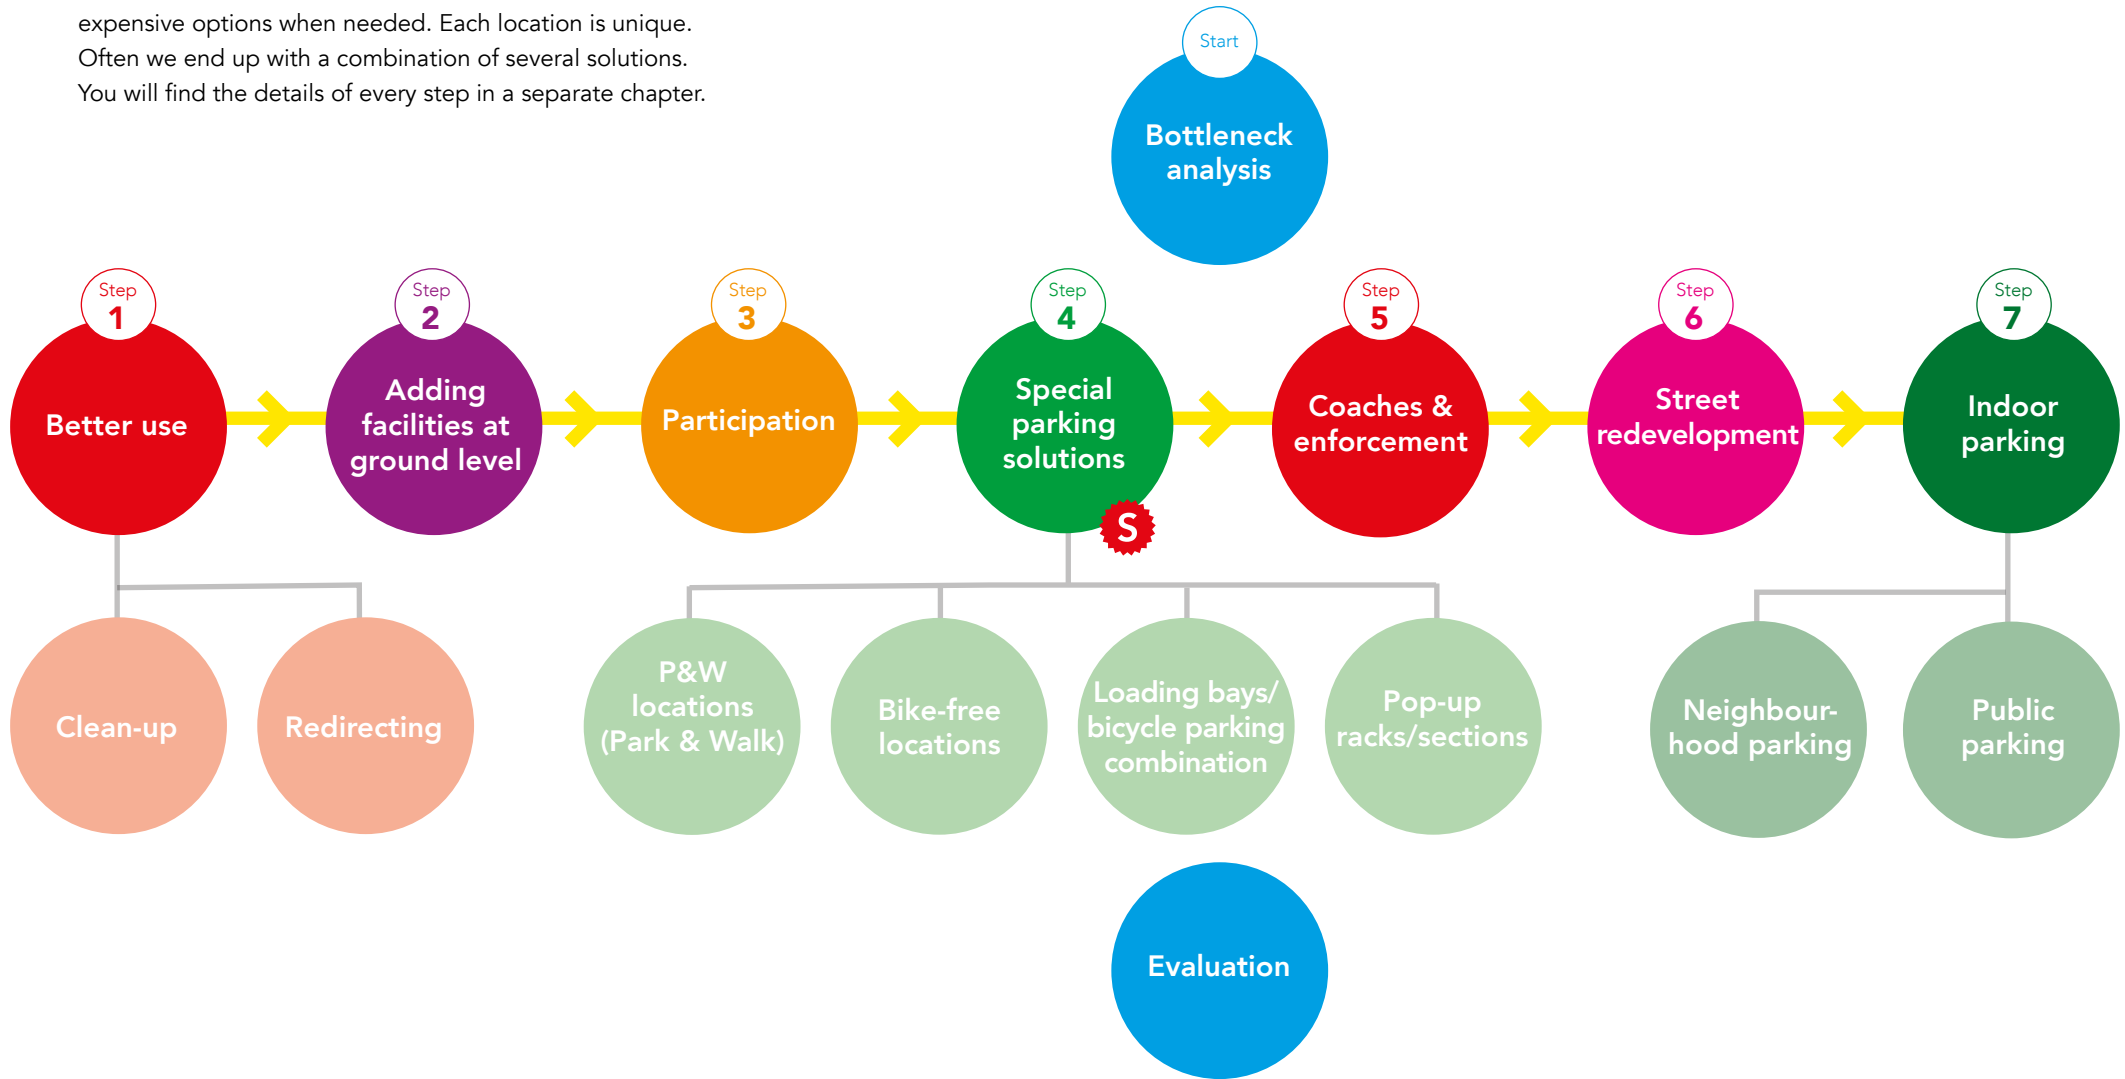 expensive options when needed. Each location is unique.
Often we end up with a combination of several solutions.
You will find the details of every step in a separate chapter.
Start
Bottleneck
analysis
Step
1
Better use
Step
2
Adding
facilities at
ground level
Step
3
Participation
Step
4
Special
parking
solutions
S
Step
5
Coaches &
enforcement
Step
6
Street
redevelopment
Step
7
Indoor
parking
Clean-up
Redirecting
P&W
locations
(Park & Walk)
Bike-free
locations
Loading bays/
bicycle parking
combination
Pop-up
racks/sections
Neighbour-
hood parking
Public
parking
Evaluation